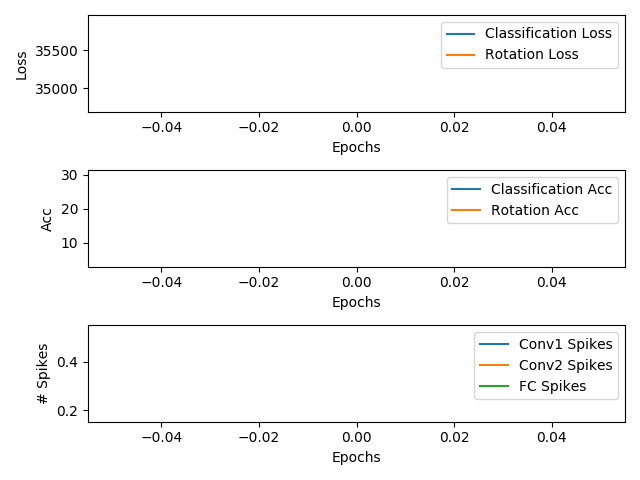 35500
35000
Loss
Classification Loss
Rotation Loss
−0.04 −0.02 0.00 0.02 0.04
Epochs
30
20
10
Acc
Classification Acc
Rotation Acc
−0.04 −0.02 0.00 0.02 0.04
Epochs
0.4
0.2
# Spikes
Conv1 Spikes
Conv2 Spikes
FC Spikes
−0.04 −0.02 0.00 0.02 0.04
Epochs